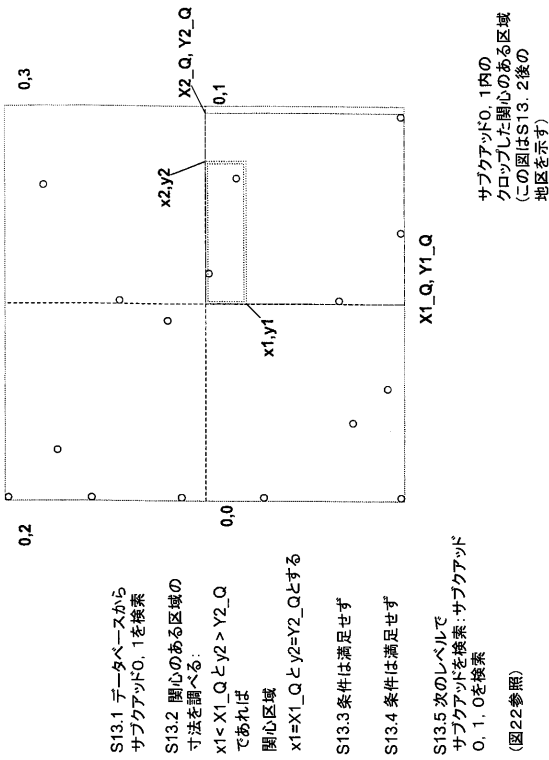 S13.1 データベースから
サブクアッド0, 1を検索
S13.2 関心のある区域の
寸法を調べる:
x1<X1_Q とy2> Y2_Q
であれば
関心区域
x1=X1_Q とy2=Y2_Qとする
S13.3 条件は満足せず
S13.4 条件は満足せず
S13.5 次のレベルで
サブクアッドを検索:サブクアッド
0, 1, 0を検索
(図22参照)
0,2
0,3
0,0
X2_Q, Y2_Q
0,1
x2,y2
x1,y1
X1_Q, Y1_Q
サブクアッド0, 1内の
クロップした関心のある区域
(この図はS13. 2後の
地区を示す)